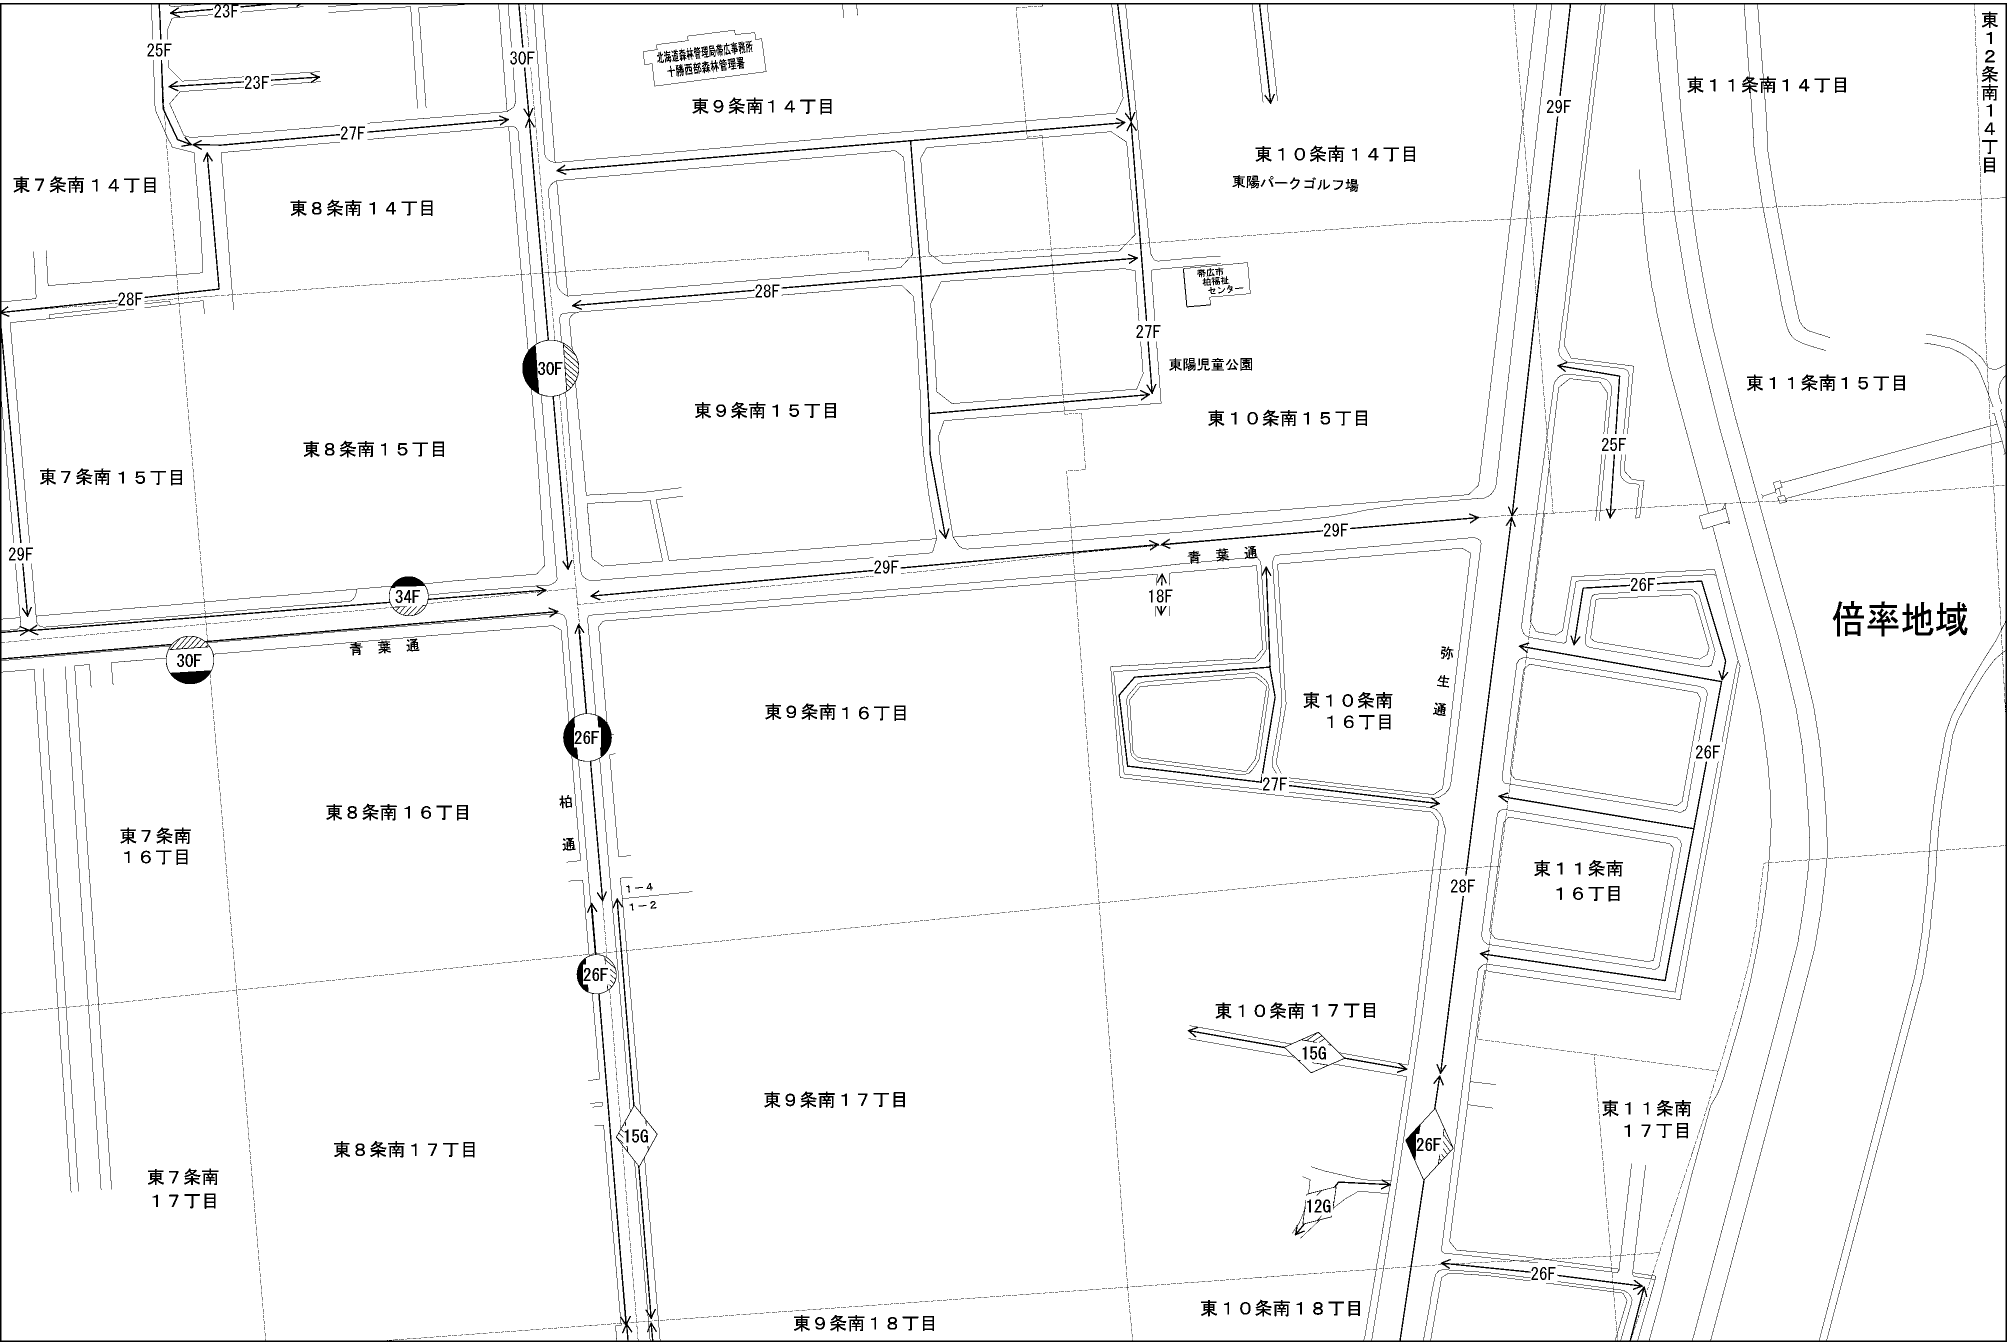 23F
東１２条南１４丁目
25F
30F
北海道森林管理局帯広事務所
十勝西部森林管理署
23F
東１１条南１４丁目
29F
東９条南１４丁目
27F
東１０条南１４丁目
東陽パークゴルフ場
東７条南１４丁目
東８条南１４丁目
帯広市
柏福祉
センター
28F
28F
27F
30F
東陽児童公園
東１１条南１５丁目
東９条南１５丁目
東１０条南１５丁目
25F
東８条南１５丁目
東７条南１５丁目
29F
29F
青葉通
29F
34F
18F
26F
倍率地域
青葉通
30F
弥生通
東１０条南
１６丁目
東９条南１６丁目
26F
26F
27F
柏通
東８条南１６丁目
東７条南
１６丁目
東１１条南
１６丁目
28F
1-4
1-2
26F
東１０条南１７丁目
15G
東９条南１７丁目
東１１条南
１７丁目
15G
26F
東８条南１７丁目
東７条南
１７丁目
12G
26F
東１０条南１８丁目
東９条南１８丁目